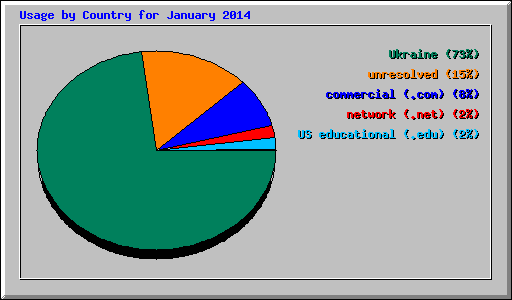 Usage by Country for January 2014
Ukraine (73%)
unresolved (15%)
commercial (.com) (8%)
network (.net) (2%)
US educational (.edu) (2%)